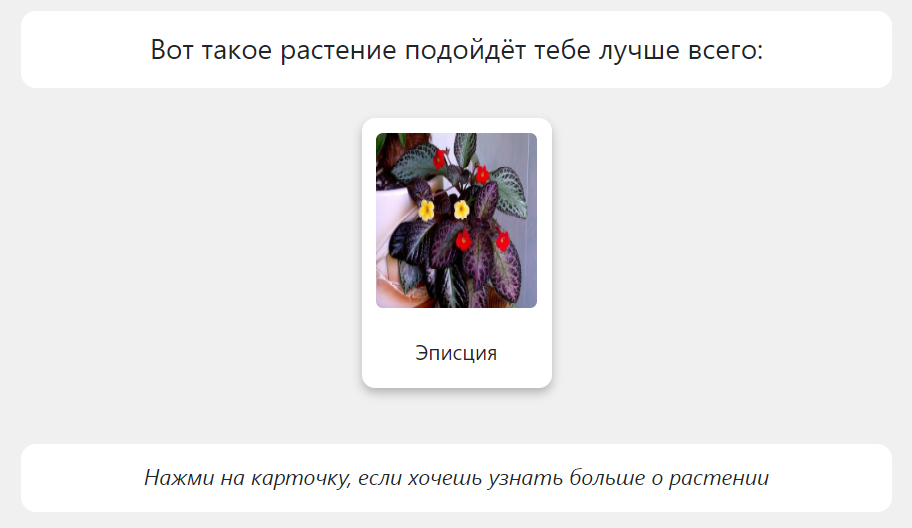 Вот такое растение подойдёт тебе лучше всего:
Эписция
Нажми на карточку, если хочешь узнать больше о растении